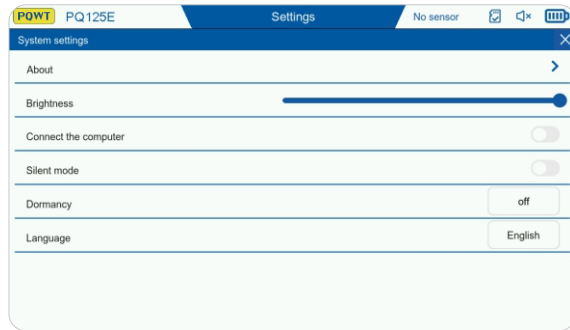 PQWT PQ125E Settings No sensor
System settings
About
Brightness
Connect the computer
Silent mode
Dormancy off
Language English